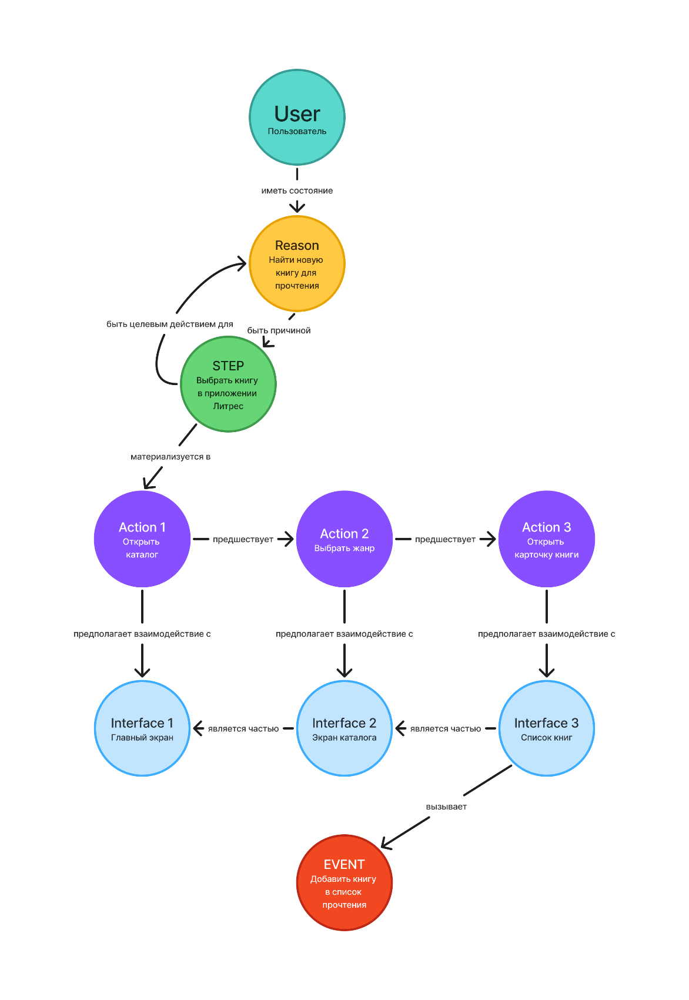 User
Пользователь
иметь состояние
Reason
Найти новую
книгу для
прочтения
быть целевым действием для
быть причиной
STEP
Выбрать книгу
в приложении
Литрес
материализуется в
Action 1
Открыть
каталог
предшествует
Action 2
Выбрать жанр
предшествует
Action 3
Открыть
карточку книги
предполагает взаимодействие с
предполагает взаимодействие с
предполагает взаимодействие с
Interface 1
Главный экран
является частью
Interface 2
Экран каталога
является частью
Interface 3
Список книг
вызывает
EVENT
Добавить книгу
в список
прочтения